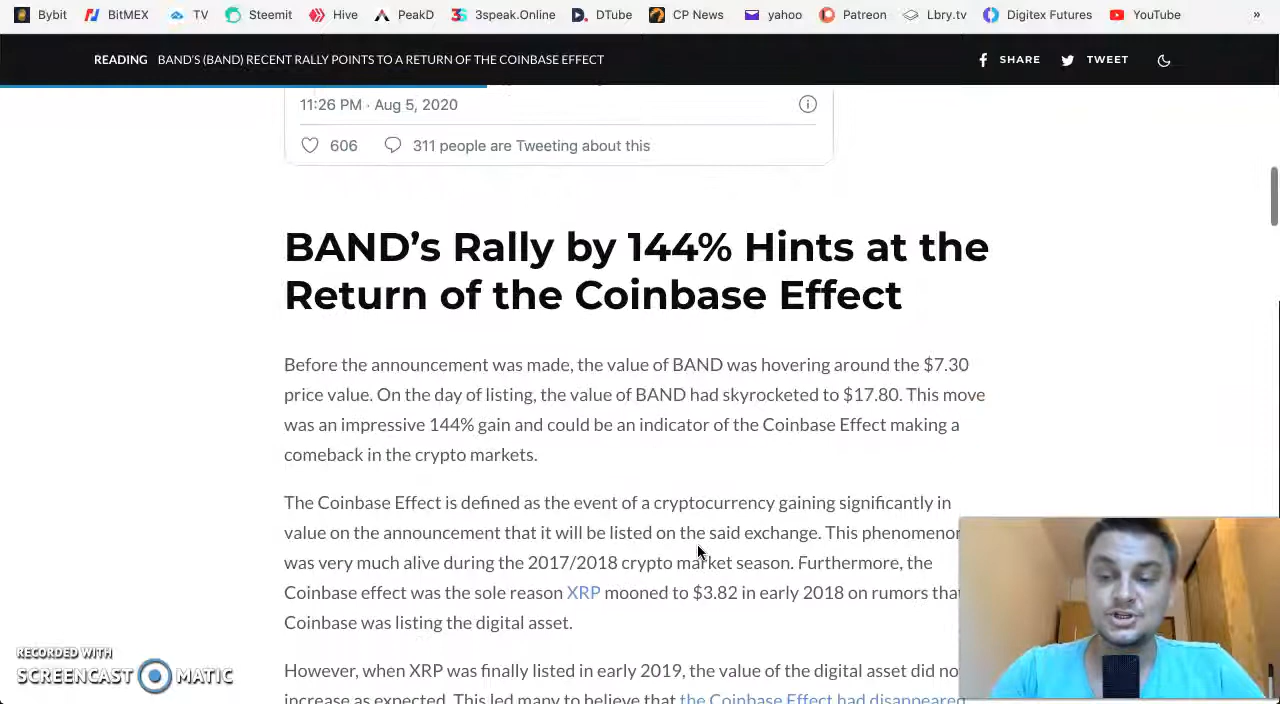 Bybit BitMEX TV Steemit Hive PeakD 3speak.Online DTube CP News yahoo Patreon Lbry.tv Digitex Futures YouTube »
READING BAND'S (BAND) RECENT RALLY POINTS TO A RETURN OF THE COINBASE EFFECT SHARE TWEET
11:26 PM · Aug 5, 2020
606 311 people are Tweeting about this
BAND’s Rally by 144% Hints at the
Return of the Coinbase Effect
Before the announcement was made, the value of BAND was hovering around the $7.30
price value. On the day of listing, the value of BAND had skyrocketed to $17.80. This move
was an impressive 144% gain and could be an indicator of the Coinbase Effect making a
comeback in the crypto markets.
The Coinbase Effect is defined as the event of a cryptocurrency gaining significantly in
value on the announcement that it will be listed on the said exchange. This phenomenon
was very much alive during the 2017/2018 crypto market season. Furthermore, the
Coinbase effect was the sole reason XRP mooned to $3.82 in early 2018 on rumors tha
Coinbase was listing the digital asset.
However, when XRP was finally listed in early 2019, the value of the digital asset did no
increase as expected. This led many to believe that the Coinbase Effect had disappeared
RECORDED WITH
SCREENCAST MATIC